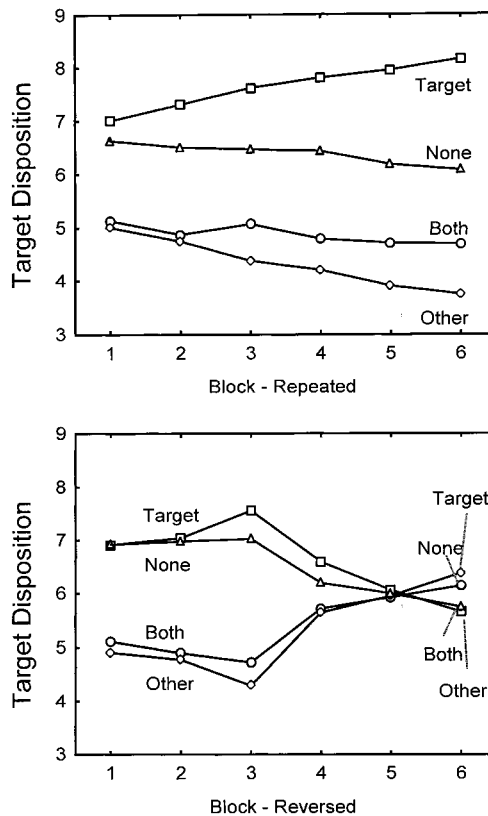 9
8
7
6
5
4
3
Target Disposition
Target
None
Both
Other
1 2 3 4 5 6
Block - Repeated
9
8
7
6
5
4
3
Target Disposition
Target
None
Both
Other
Target
None
Both
Other
1 2 3 4 5 6
Block - Reversed